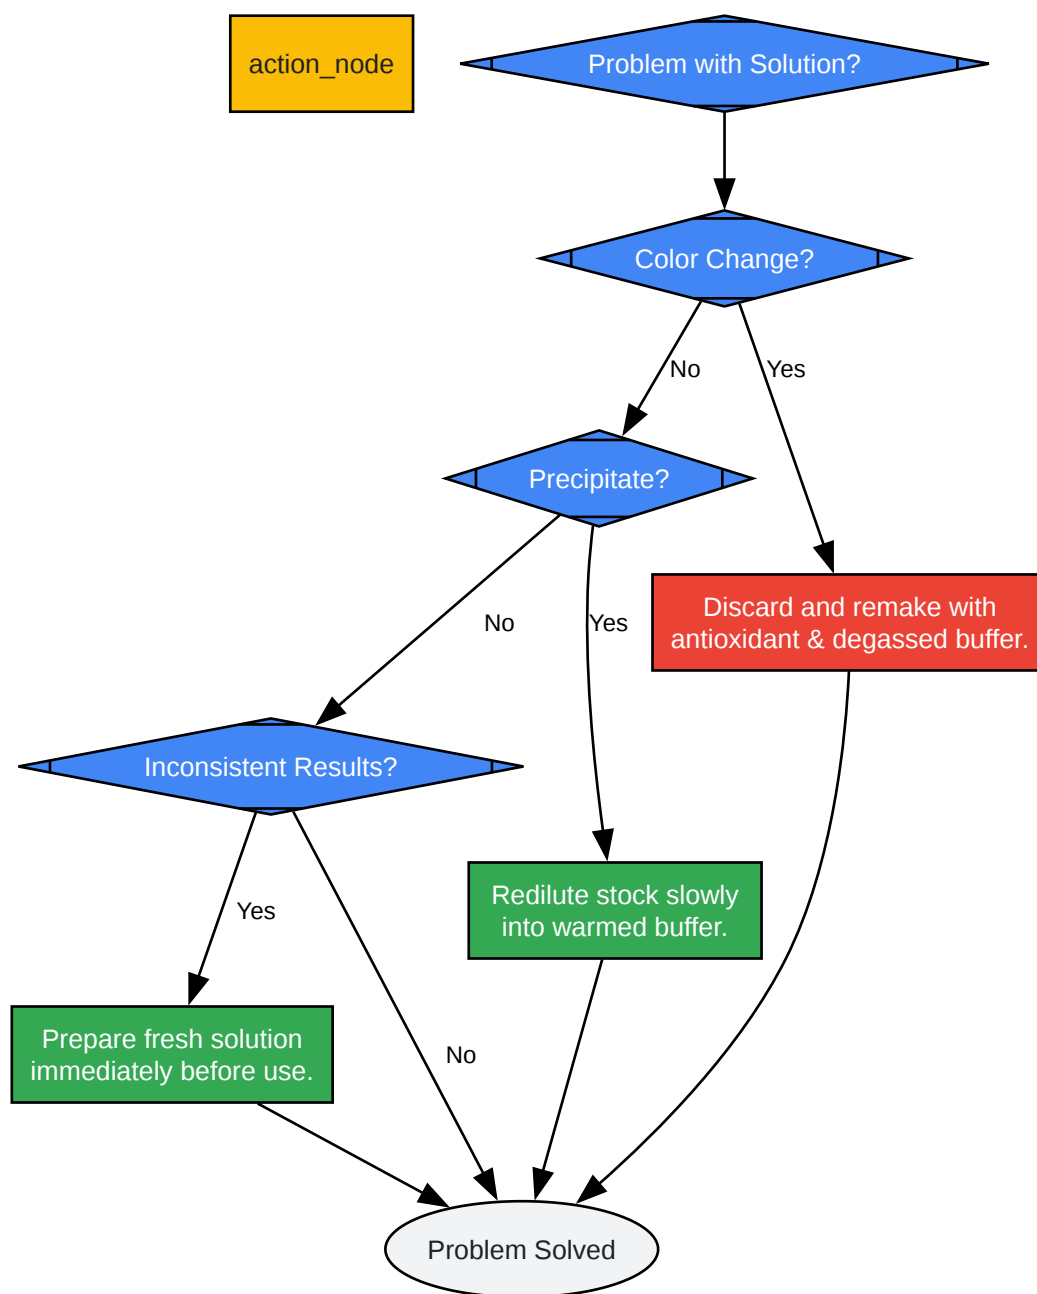 action_node
Problem with Solution?
Color Change?
No
Yes
Precipitate?
No
Yes
Discard and remake with
antioxidant & degassed buffer.
Inconsistent Results?
Redilute stock slowly
into warmed buffer.
Yes
Prepare fresh solution
immediately before use.
No
Problem Solved